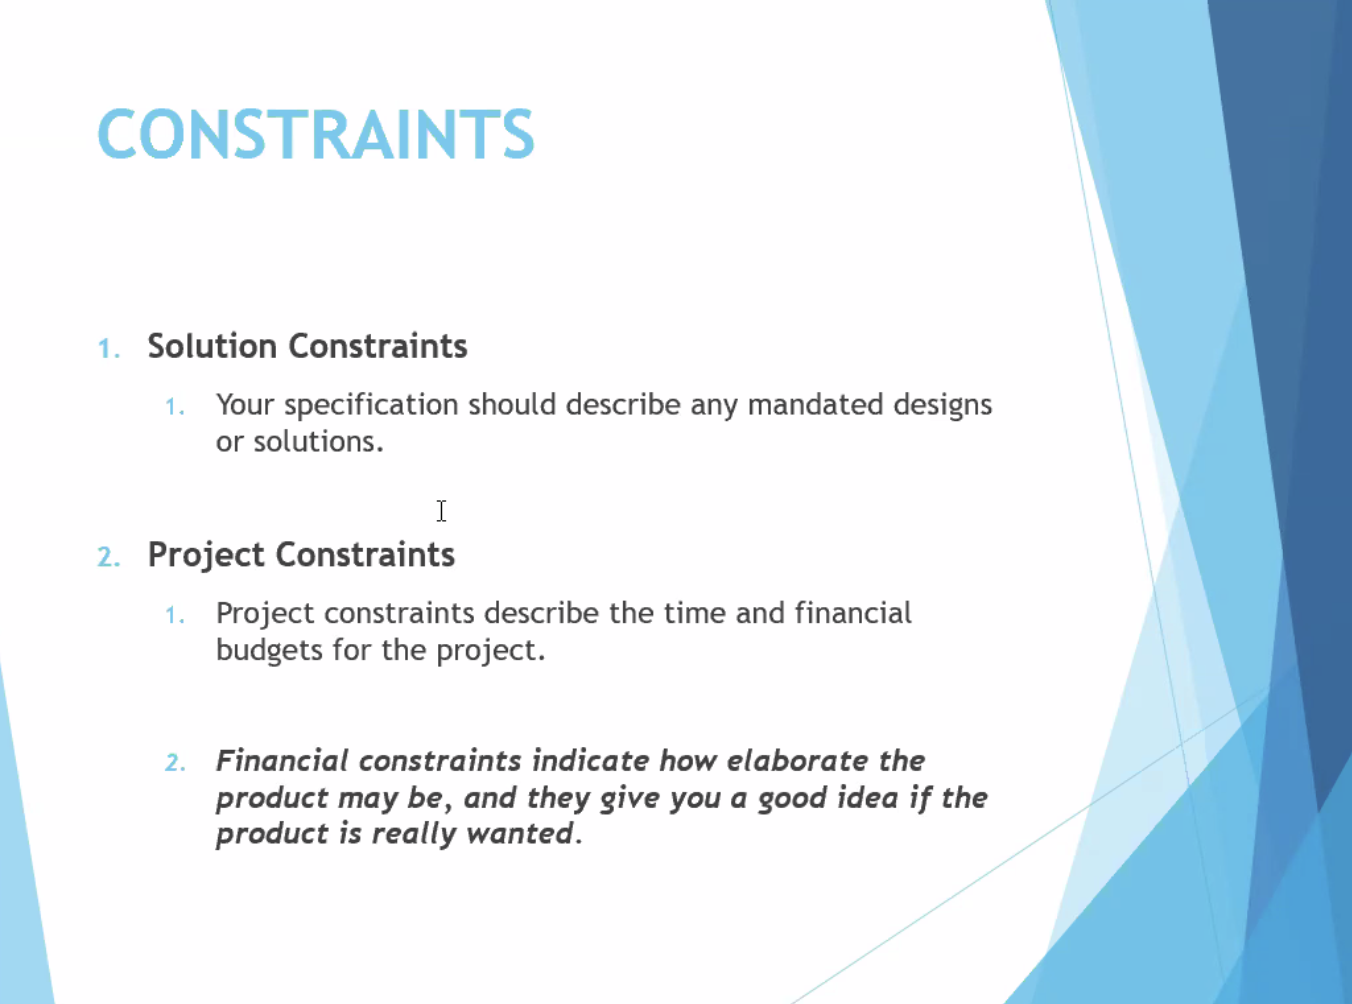 CONSTRAINTS
1. Solution Constraints
1. Your specification should describe any mandated designs
or solutions.
2. Project Constraints
1. Project constraints describe the time and financial
budgets for the project.
2. Financial constraints indicate how elaborate the
product may be, and they give you a good idea if the
product is really wanted.